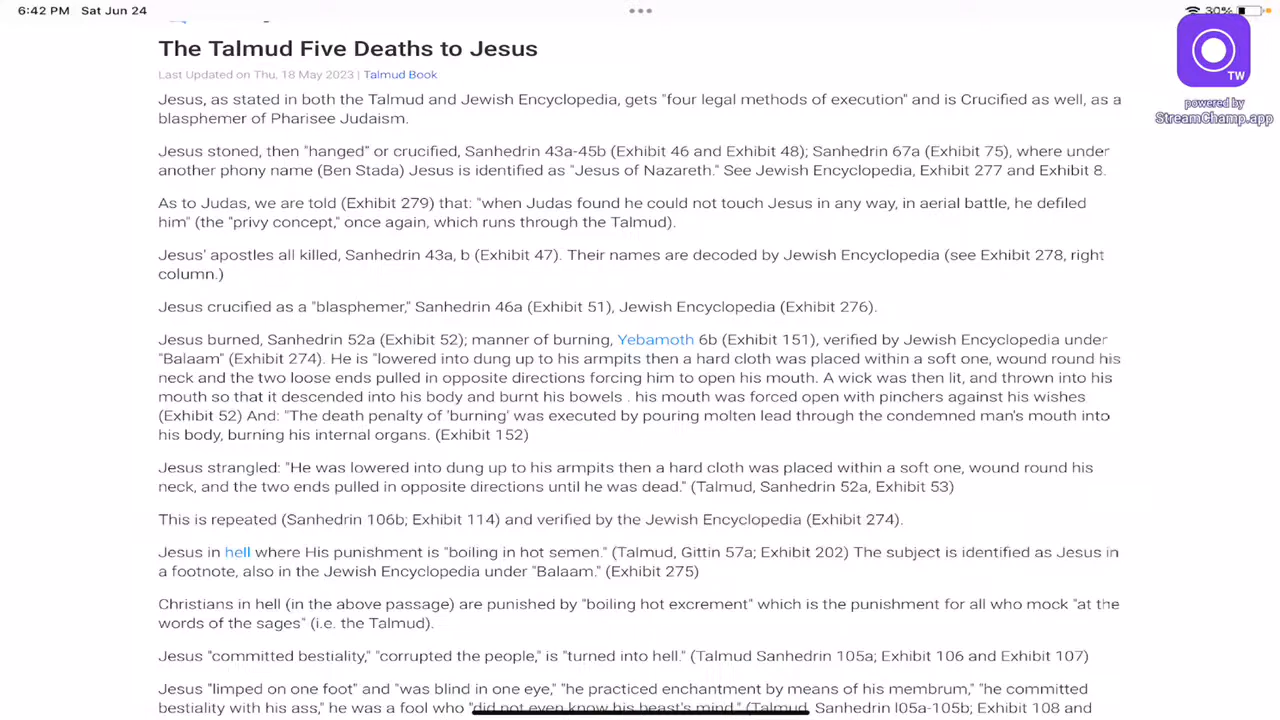 6:42 PM Sat Jun 24
30%
The Talmud Five Deaths to Jesus
Last Updated on Thu, 18 May 2023 | Talmud Book
TW
powered by
StreamChamp.app
Jesus, as stated in both the Talmud and Jewish Encyclopedia, gets "four legal methods of execution" and is Crucified as well, as a
blasphemer of Pharisee Judaism.
Jesus stoned, then "hanged" or crucified, Sanhedrin 43a-45b (Exhibit 46 and Exhibit 48); Sanhedrin 67a (Exhibit 75), where under
another phony name (Ben Stada) Jesus is identified as "Jesus of Nazareth." See Jewish Encyclopedia, Exhibit 277 and Exhibit 8.
As to Judas, we are told (Exhibit 279) that: "when Judas found he could not touch Jesus in any way, in aerial battle, he defiled
him" (the "privy concept," once again, which runs through the Talmud).
Jesus' apostles all killed, Sanhedrin 43a, b (Exhibit 47). Their names are decoded by Jewish Encyclopedia (see Exhibit 278, right
column.)
Jesus crucified as a "blasphemer," Sanhedrin 46a (Exhibit 51), Jewish Encyclopedia (Exhibit 276).
Jesus burned, Sanhedrin 52a (Exhibit 52); manner of burning, Yebamoth 6b (Exhibit 151), verified by Jewish Encyclopedia under
"Balaam" (Exhibit 274). He is "lowered into dung up to his armpits then a hard cloth was placed within a soft one, wound round his
neck and the two loose ends pulled in opposite directions forcing him to open his mouth. A wick was then lit, and thrown into his
mouth so that it descended into his body and burnt his bowels . his mouth was forced open with pinchers against his wishes
(Exhibit 52) And: "The death penalty of 'burning' was executed by pouring molten lead through the condemned man's mouth into
his body, burning his internal organs. (Exhibit 152)
Jesus strangled: "He was lowered into dung up to his armpits then a hard cloth was placed within a soft one, wound round his
neck, and the two ends pulled in opposite directions until he was dead." (Talmud, Sanhedrin 52a, Exhibit 53)
This is repeated (Sanhedrin 106b; Exhibit 114) and verified by the Jewish Encyclopedia (Exhibit 274).
Jesus in hell where His punishment is "boiling in hot semen." (Talmud, Gittin 57a; Exhibit 202) The subject is identified as Jesus in
a footnote, also in the Jewish Encyclopedia under "Balaam." (Exhibit 275)
Christians in hell (in the above passage) are punished by "boiling hot excrement" which is the punishment for all who mock "at the
words of the sages" (i.e. the Talmud).
Jesus "committed bestiality," "corrupted the people," is "turned into hell." (Talmud Sanhedrin 105a; Exhibit 106 and Exhibit 107)
Jesus "limped on one foot" and "was blind in one eye," "he practiced enchantment by means of his membrum," "he committed
bestiality with his ass," he was a fool who "did not even know his beast's mind." (Talmud, Sanhedrin l05a-105b; Exhibit 108 and